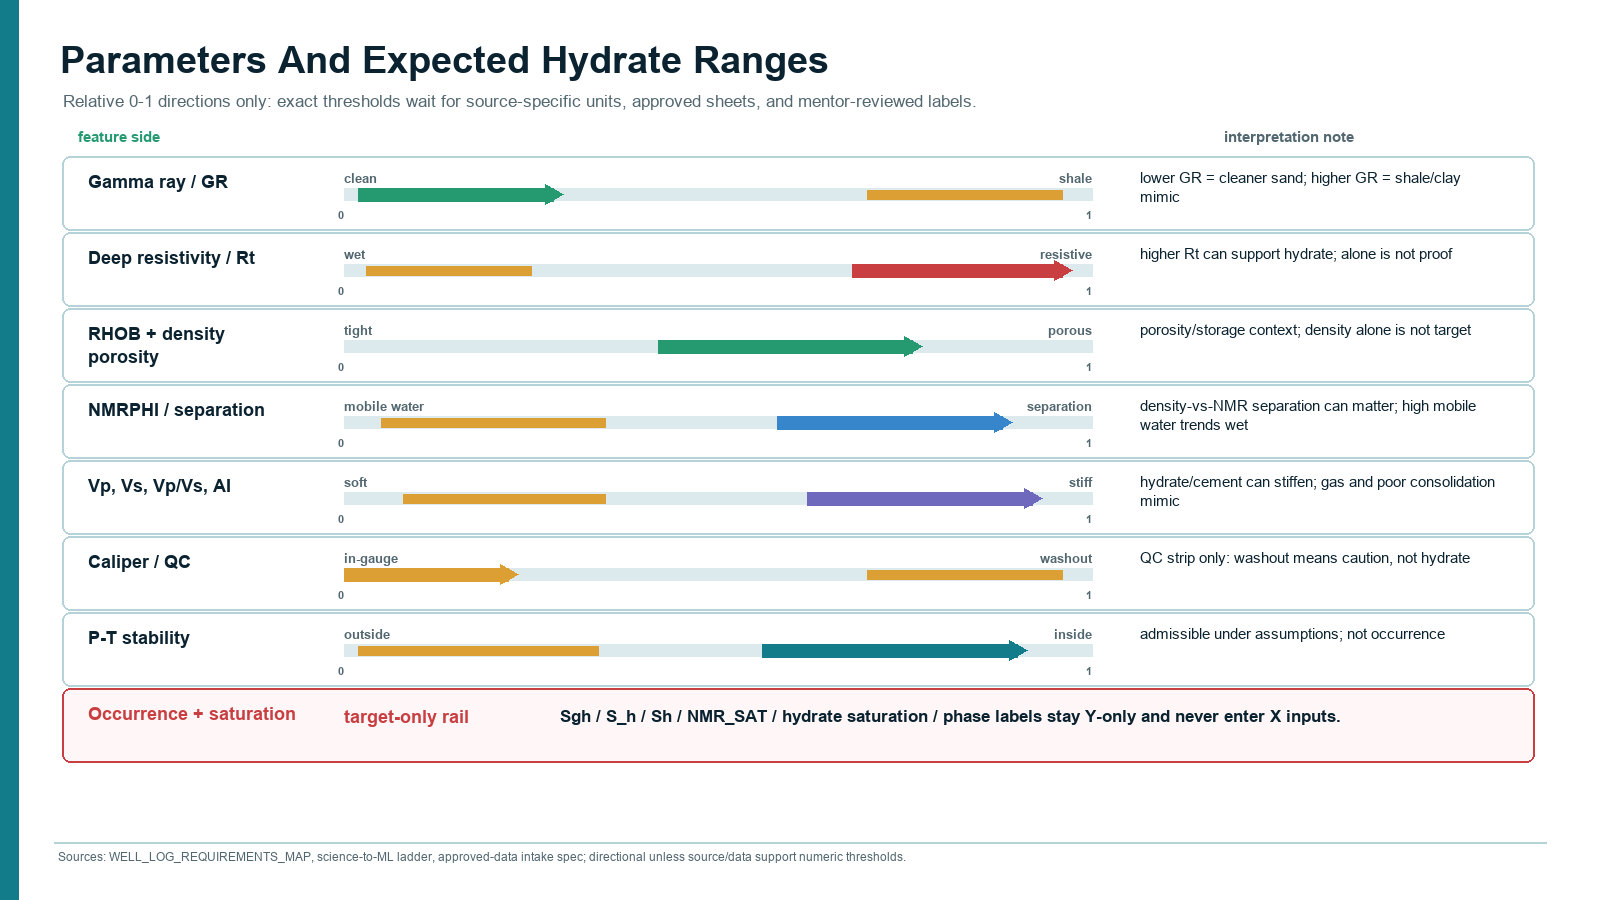 Parameters And Expected Hydrate Ranges
Relative 0-1 directions only: exact thresholds wait for source-specific units, approved sheets, and mentor-reviewed labels.
feature side
interpretation note
Gamma ray / GR
clean
shale
0
1
lower GR = cleaner sand; higher GR = shale/clay
mimic
Deep resistivity / Rt
wet
resistive
0
1
higher Rt can support hydrate; alone is not proof
RHOB + density
porosity
tight
porous
0
1
porosity/storage context; density alone is not target
NMRPHI / separation
mobile water
separation
0
1
density-vs-NMR separation can matter; high mobile
water trends wet
Vp, Vs, Vp/Vs, AI
soft
stiff
0
1
hydrate/cement can stiffen; gas and poor consolidation
mimic
Caliper / QC
in-gauge
washout
0
1
QC strip only: washout means caution, not hydrate
P-T stability
outside
inside
0
1
admissible under assumptions; not occurrence
Occurrence + saturation
target-only rail
Sgh / S_h / Sh / NMR_SAT / hydrate saturation / phase labels stay Y-only and never enter X inputs.
Sources: WELL_LOG_REQUIREMENTS_MAP, science-to-ML ladder, approved-data intake spec; directional unless source/data support numeric thresholds.